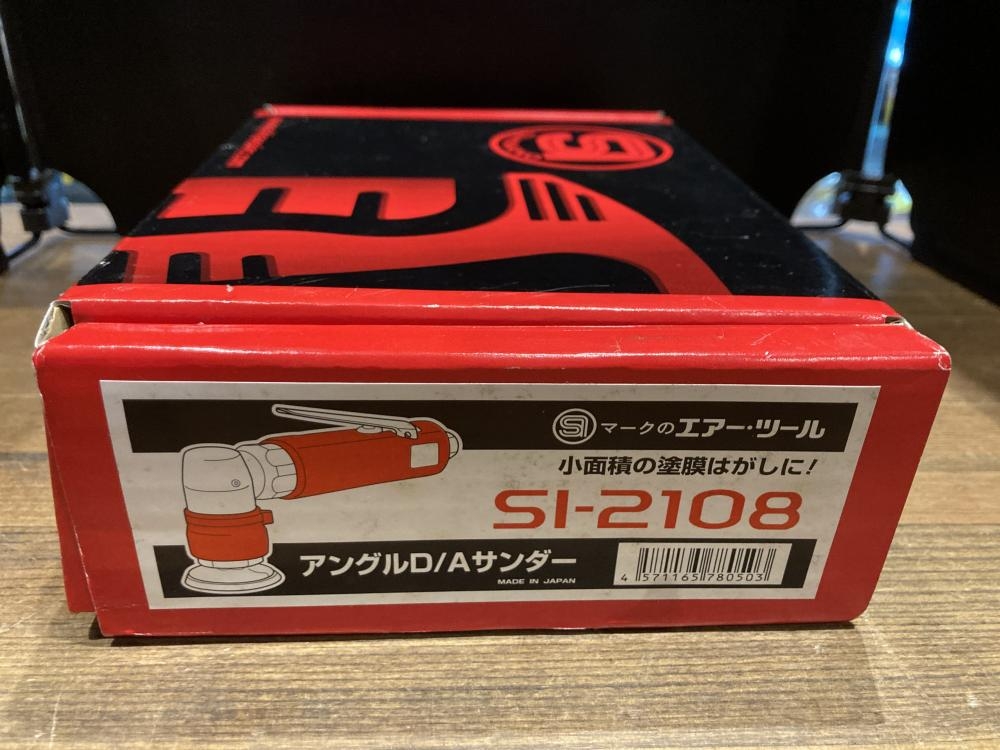 SI
SI マークのエアー・ツール
小面積の塗膜はがしに!
SI-2108
アングルD/Aサンダー
MADE IN JAPAN
4 571165 780503